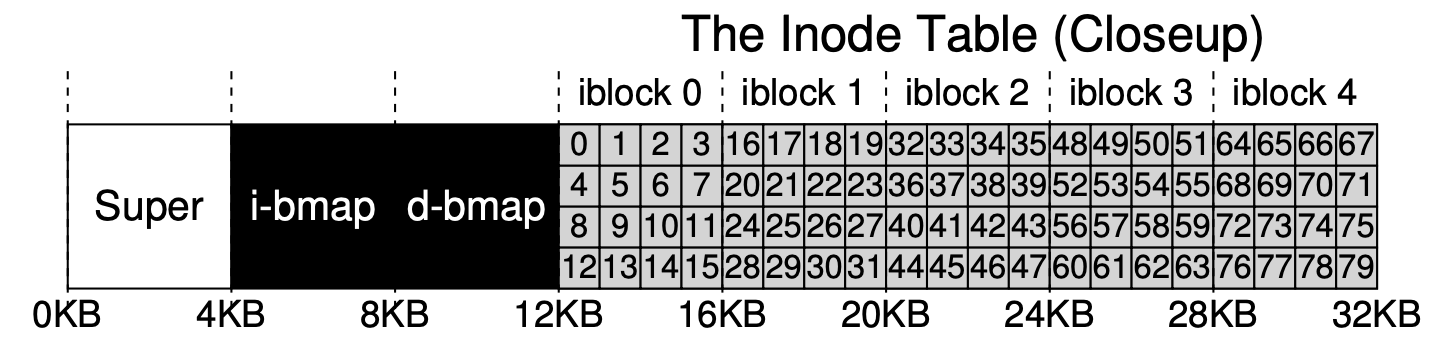 The Inode Table (Closeup)
iblock 0 iblock 1 iblock 2 iblock 3 iblock 4
0 1 2 3 16 17 18 19 32 33 34 35 48 49 50 51 64 65 66 67
4 5 6 7 20 21 22 23 36 37 38 39 52 53 54 55 68 69 70 71
Super i-bmap d-bmap
8 9 10 11 24 25 26 27 40 41 42 43 56 57 58 59 72 73 74 75
12 13 14 15 28 29 30 31 44 45 46 47 60 61 62 63 76 77 78 79
0KB 4KB 8KB 12KB 16KB 20KB 24KB 28KB 32KB